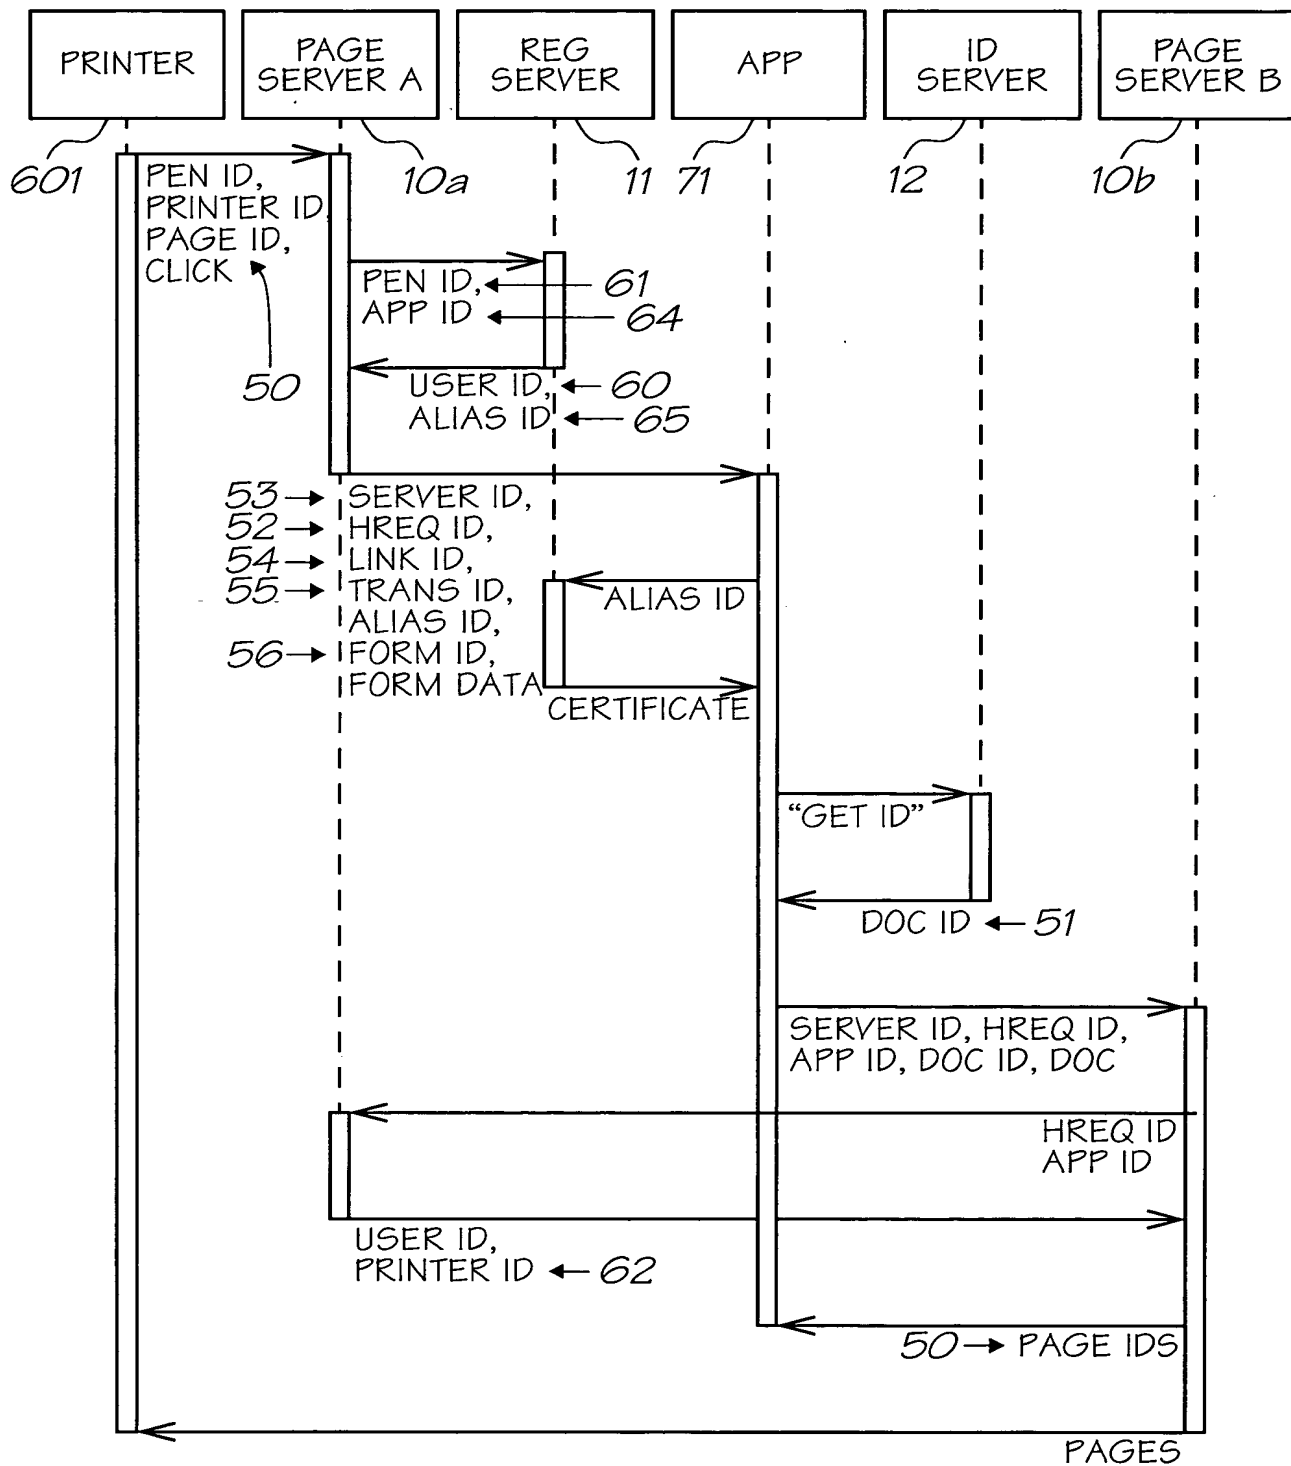 PRINTER
PAGE
SERVER A
REG
SERVER
APP
ID
SERVER
PAGE
SERVER B
601
10a
11
71
12
10b
PEN ID,
PRINTER ID
PAGE ID,
CLICK
50
PEN ID, 61
APP ID 64
USER ID, 60
ALIAS ID 65
53 SERVER ID,
52 HREQ ID,
54 LINK ID,
55 TRANS ID,
ALIAS ID,
56 FORM ID,
FORM DATA
ALIAS ID
CERTIFICATE
“GET ID”
DOC ID 51
SERVER ID, HREQ ID,
APP ID, DOC ID, DOC
HREQ ID
APP ID
USER ID,
PRINTER ID 62
50 PAGE IDS
PAGES